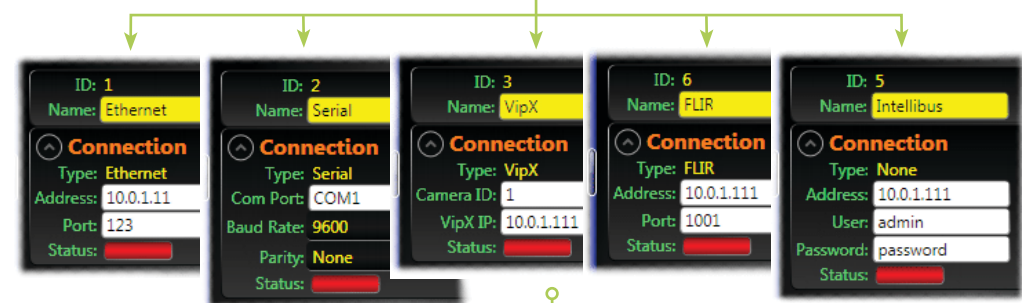 ID: 1
Name: Ethernet
Connection
Type: Ethernet
Address: 10.0.1.11
Port: 123
Status:
ID: 2
Name: Serial
Connection
Type: Serial
Com Port: COM1
Baud Rate: 9600
Parity: None
Status:
ID: 3
Name: VipX
Connection
Type: VipX
Camera ID: 1
VipX IP: 10.0.1.111
Status:
ID: 6
Name: FLIR
Connection
Type: FLIR
Address: 10.0.1.111
Port: 1001
Status:
ID: 5
Name: Intellibus
Connection
Type: None
Address: 10.0.1.111
User: admin
Password: password
Status: